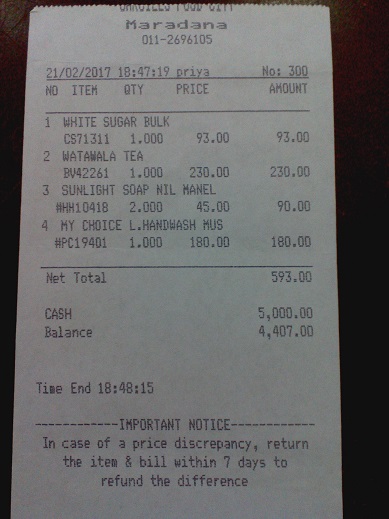 CARGILLS FOOD CITY
Maradana
011-2696105
21/02/2017 18:47:19 priya No: 300
NO ITEM QTY PRICE AMOUNT
1 WHITE SUGAR BULK
CS71311 1.000 93.00 93.00
2 WATAWALA TEA
BV42261 1.000 230.00 230.00
3 SUNLIGHT SOAP NIL MANEL
#HH10418 2.000 45.00 90.00
4 MY CHOICE L.HANDWASH MUS
#PC19401 1.000 180.00 180.00
Net Total 593.00
CASH 5,000.00
Balance 4,407.00
Time End 18:48:15
------------IMPORTANT NOTICE------------
In case of a price discrepancy, return
the item & bill within 7 days to
refund the difference